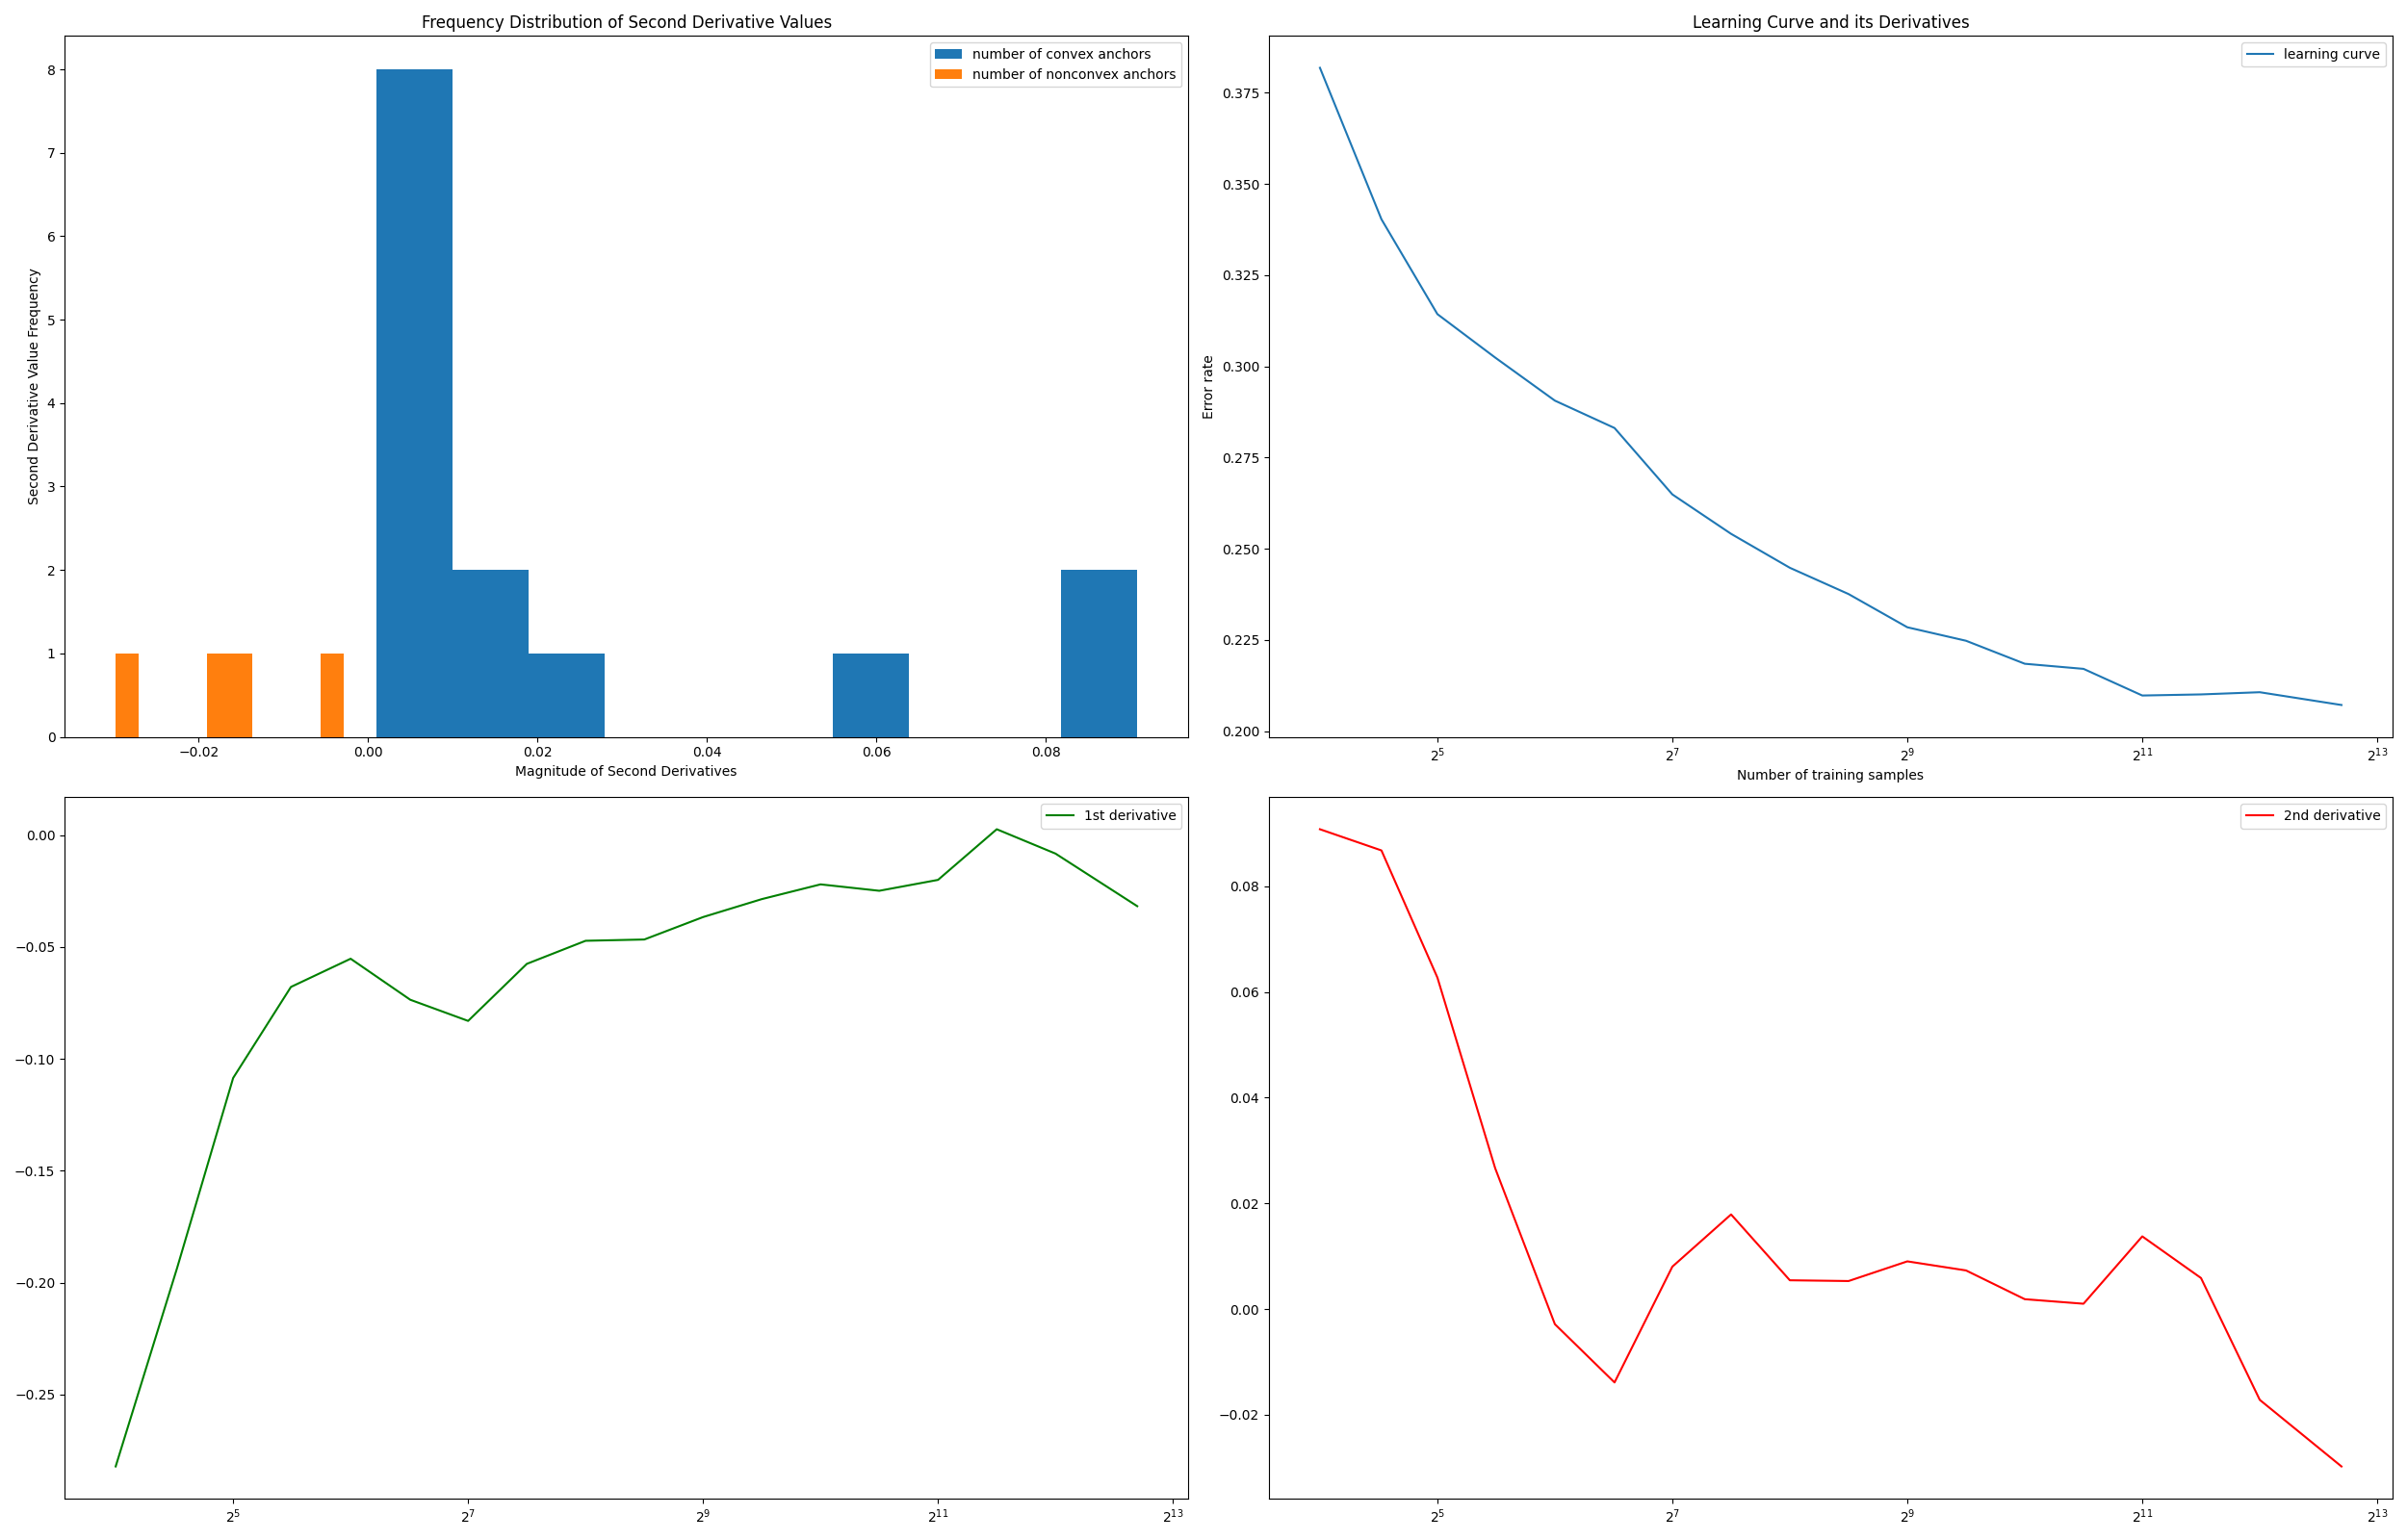 Frequency Distribution of Second Derivative Values
number of convex anchors
number of nonconvex anchors
Second Derivative Value Frequency
8
7
6
5
4
3
2
1
0
−0.02 0.00 0.02 0.04 0.06 0.08
Magnitude of Second Derivatives
Learning Curve and its Derivatives
learning curve
Error rate
0.375
0.350
0.325
0.300
0.275
0.250
0.225
0.200
2⁵ 2⁷ 2⁹ 2¹¹ 2¹³
Number of training samples
1st derivative
0.00
−0.05
−0.10
−0.15
−0.20
−0.25
2⁵ 2⁷ 2⁹ 2¹¹ 2¹³
2nd derivative
0.08
0.06
0.04
0.02
0.00
−0.02
2⁵ 2⁷ 2⁹ 2¹¹ 2¹³